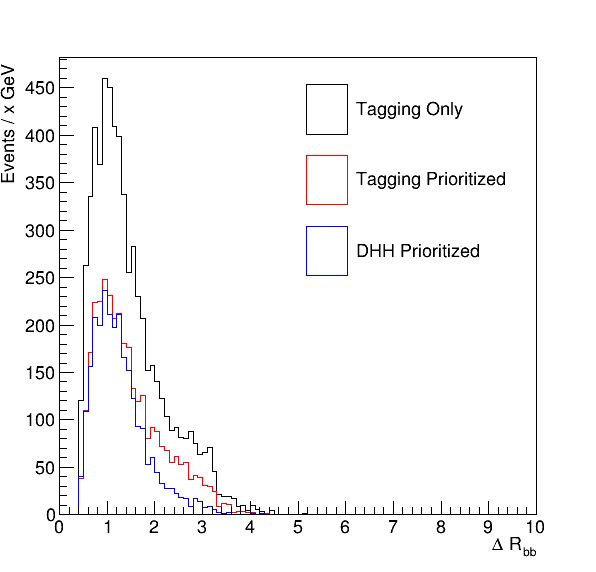 Events / x GeV
450
400
350
300
250
200
150
100
50
0
Tagging Only
Tagging Prioritized
DHH Prioritized
0 1 2 3 4 5 6 7 8 9 10
Δ R_bb